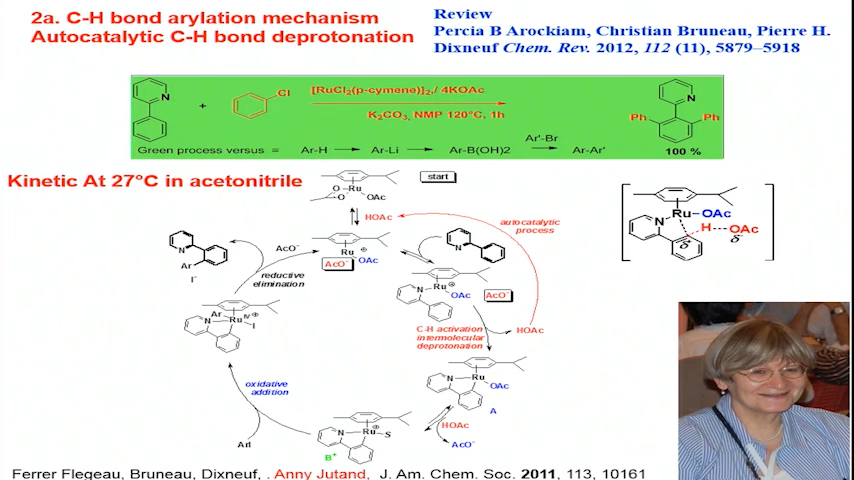 2a. C-H bond arylation mechanism
Autocatalytic C-H bond deprotonation
Review
Percia B Arockiam, Christian Bruneau, Pierre H.
Dixneuf Chem. Rev. 2012, 112 (11), 5879–5918
N
+
Cl
[RuCl2(p-cymene)]2, / 4KOAc
K2CO3, NMP 120°C, 1h
N
Ph
Ph
100 %
Green process versus = Ar-H Ar-Li Ar-B(OH)2 Ar'-Br Ar-Ar'
Kinetic At 27°C in acetonitrile
O
O
Ru
OAc
start
HOAc
autocatalytic
process
AcO-
Ru
⊕
AcO-
OAc
N
N
Ar
I-
reductive
elimination
Ru
⊕
N
OAc
AcO-
C-H activation
intermolecular
deprotonation
HOAc
Ar
N
Ru
IV
⊕
I
Ru
N
OAc
A
oxidative
addition
HOAc
AcO-
ArI
N
Ru
⊕
S
B+
N
Ru
OAc
H
OAc
δ+
δ-
Ferrer Flegeau, Bruneau, Dixneuf, . Anny Jutand, J. Am. Chem. Soc. 2011, 113, 10161